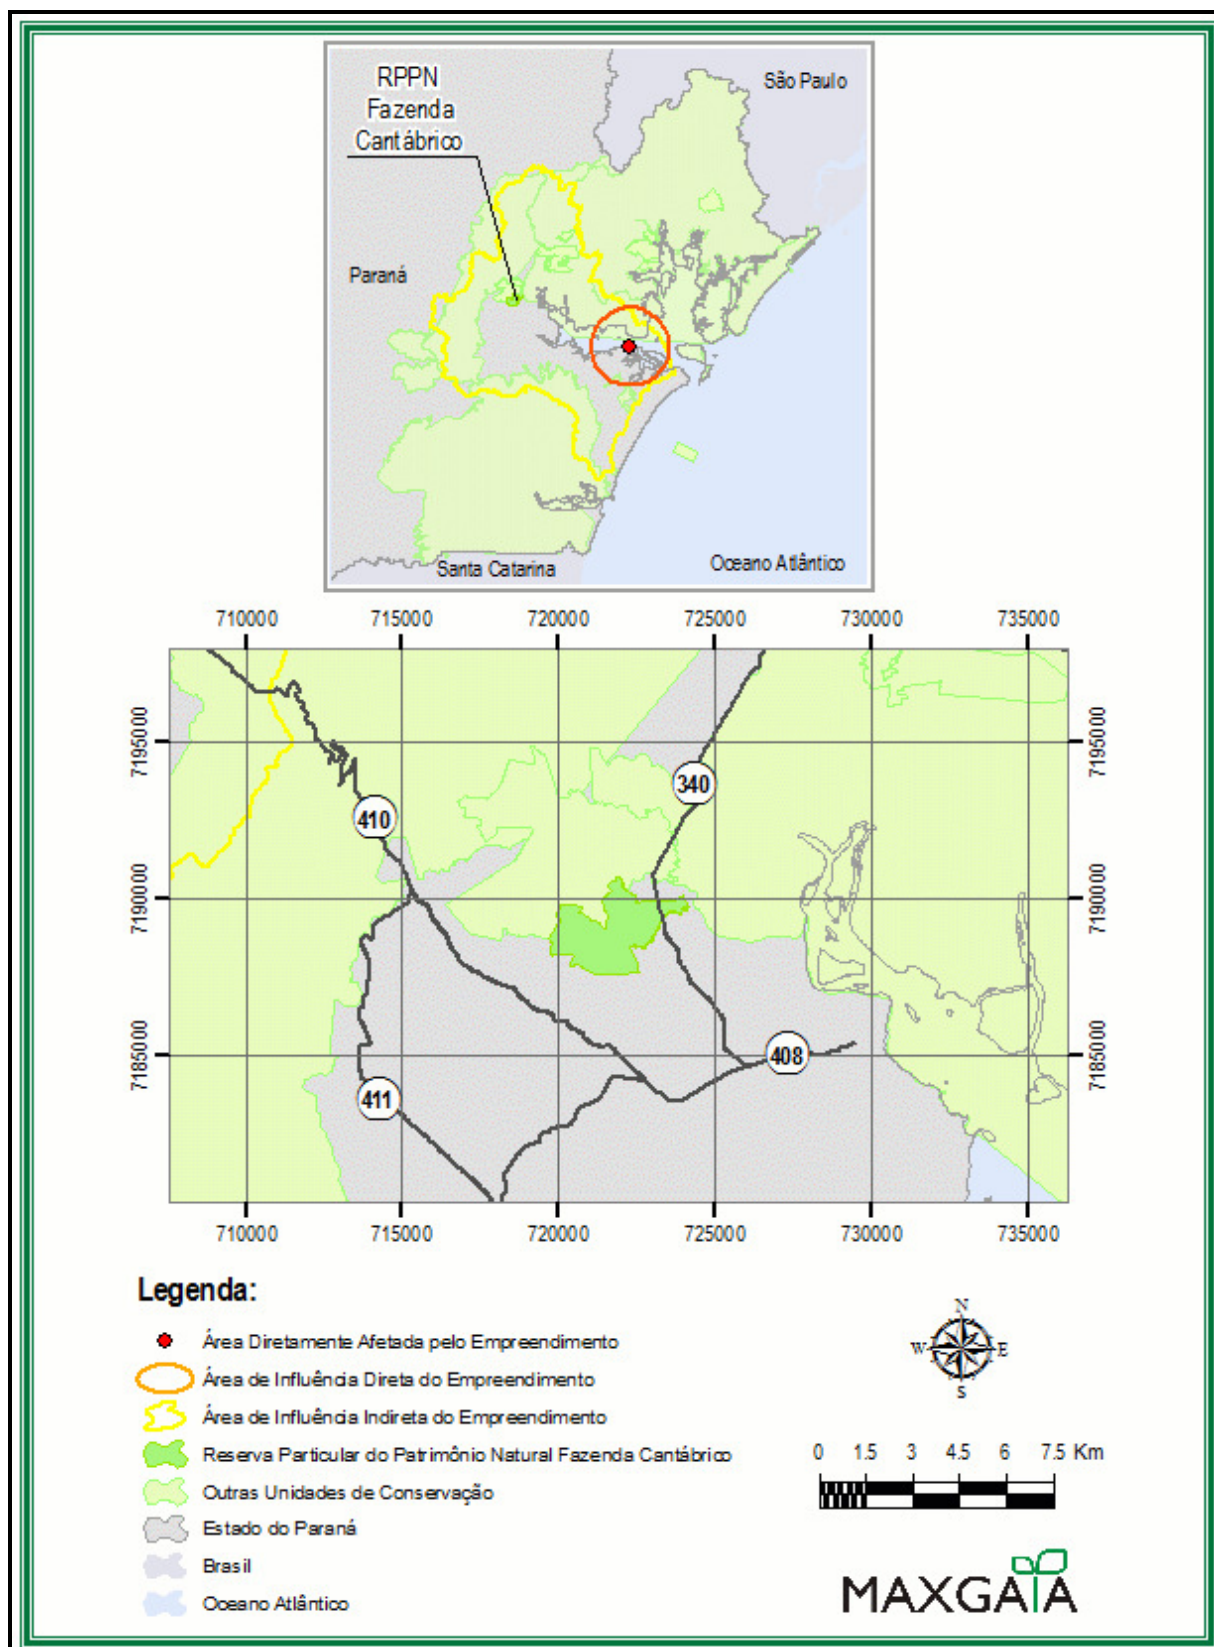 RPPN
Fazenda
Cantábrico
São Paulo
Paraná
Santa Catarina
Oceano Atlântico
710000 715000 720000 725000 730000 735000
7195000
7195000
340
410
7190000
7190000
7185000
7185000
408
411
710000 715000 720000 725000 730000 735000
Legenda:
Área Diretamente Afetada pelo Empreendimento
Área de Influência Direta do Empreendimento
Área de Influência Indireta do Empreendimento
Reserva Particular do Patrimônio Natural Fazenda Cantábrico
Outras Unidades de Conservação
Estado do Paraná
Brasil
Oceano Atlântico
N
W E
S
0 1.5 3 4.5 6 7.5 Km
MAXGAIA